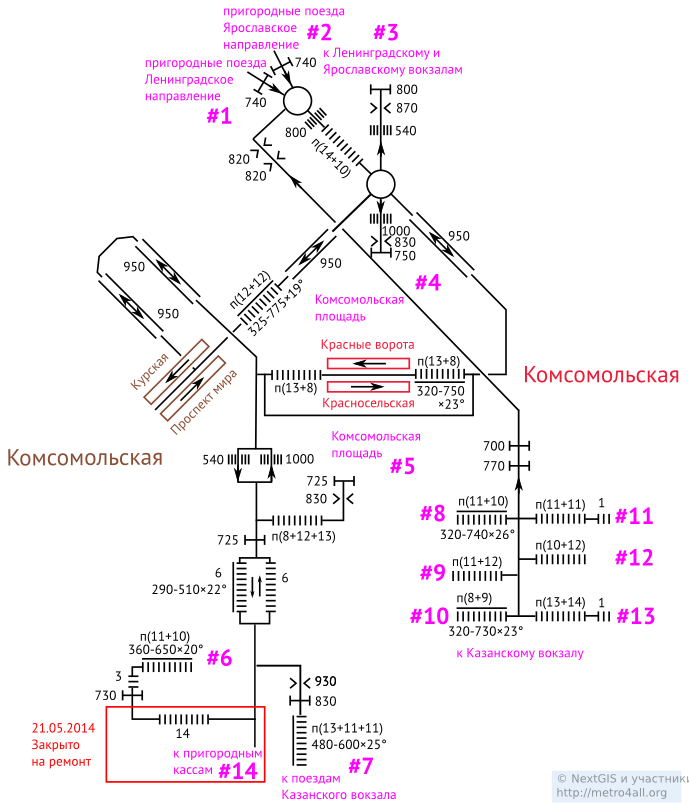 пригородные поезда
Ярославское
направление
#2
#3
к Ленинградскому и
Ярославскому вокзалам
пригородные поезда
Ленинградское
направление
#1
740
740
800
870
540
800
п(14+10)
820
820
1000
830
750
950
#4
950
950
950
п(12+12)
325-775×19°
Комсомольская
площадь
Курская
Проспект мира
Красные ворота
п(13+8)
п(13+8)
Красносельская
320-750
×23°
Комсомольская
Комсомольская
540
1000
Комсомольская
площадь
#5
725
830
п(8+12+13)
725
700
770
#8
п(11+10)
320-740×26°
п(11+11)
1
#11
п(10+12)
#12
#9
п(11+12)
#10
п(8+9)
320-730×23°
п(13+14)
1
#13
к Казанскому вокзалу
6
290-510×22°
6
п(11+10)
360-650×20°
#6
3
730
14
21.05.2014
Закрыто
на ремонт
к пригородным
кассам
#14
930
830
п(13+11+11)
480-600×25°
#7
к поездам
Казанского вокзала
© NextGIS и участники
http://metro4all.org